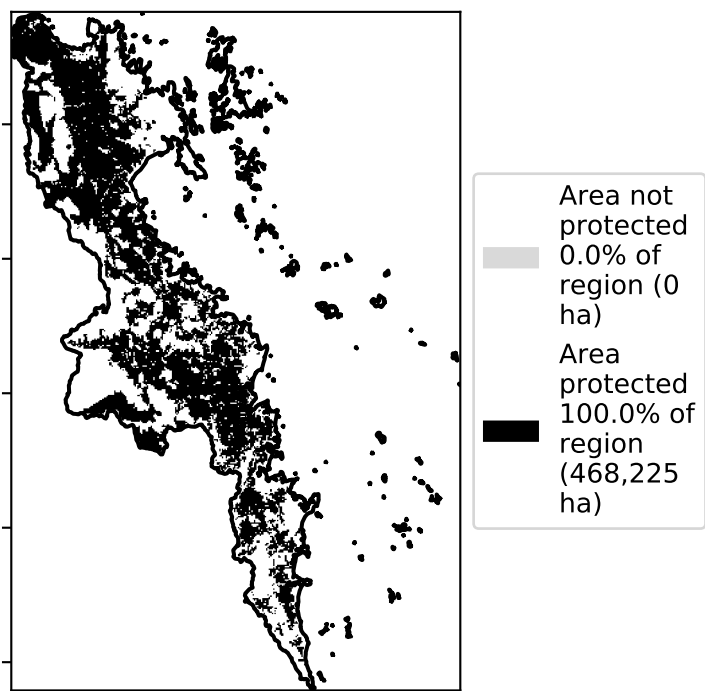 Area not
protected
0.0% of
region (0
ha)
Area
protected
100.0% of
region
(468,225
ha)